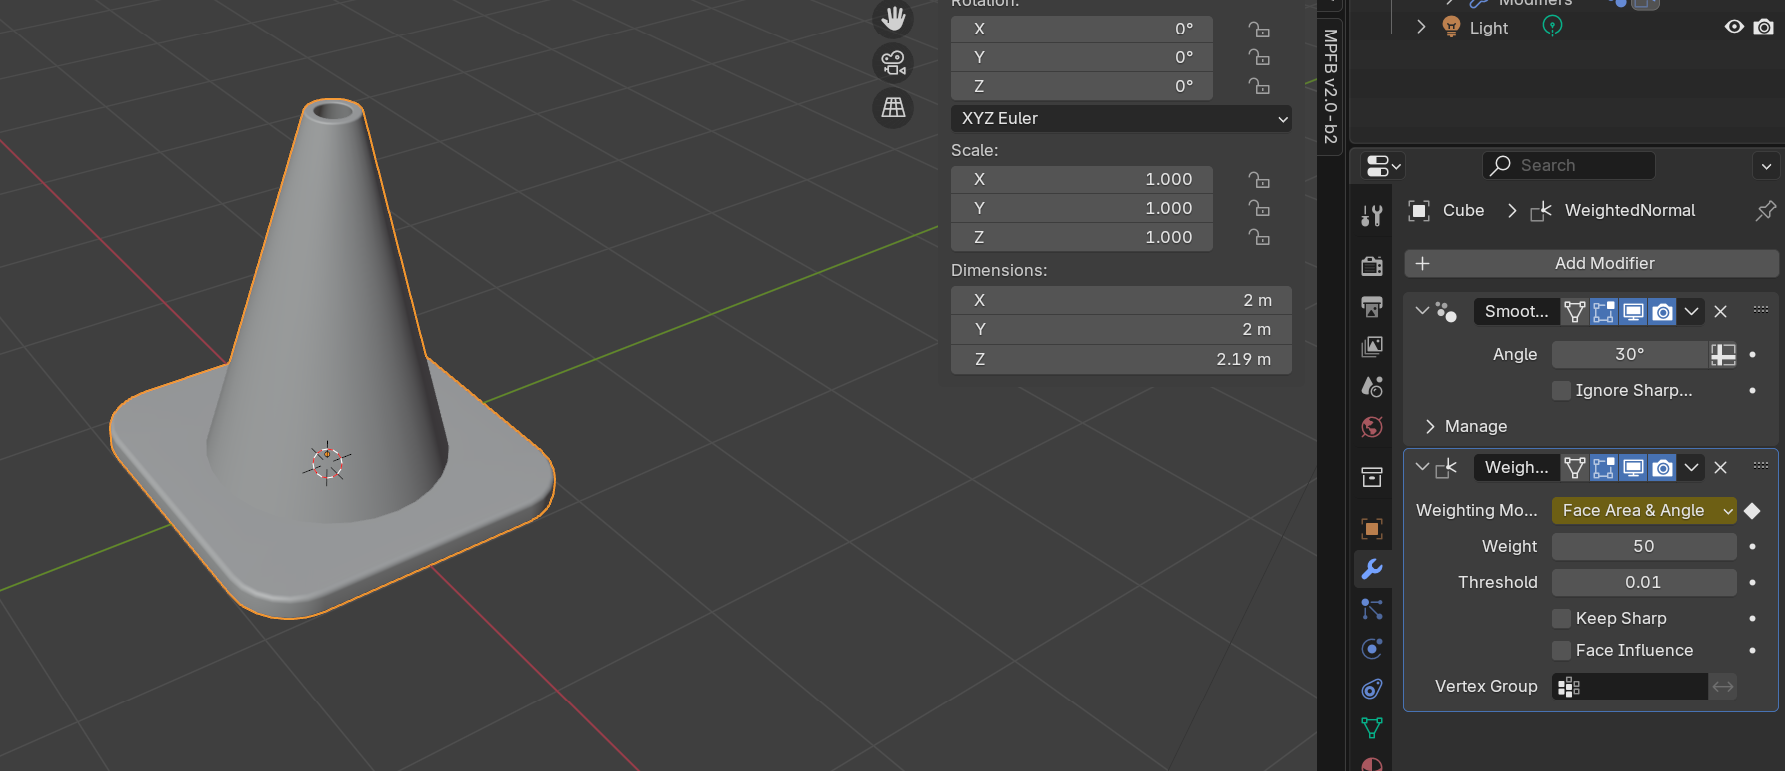 Rotation:
X 0°
Y 0°
Z 0°
XYZ Euler
Scale:
X 1.000
Y 1.000
Z 1.000
Dimensions:
X 2 m
Y 2 m
Z 2.19 m
MPFB v2.0-b2
Modifiers
Light
Search
Cube WeightedNormal
Add Modifier
Smoot...
Angle 30°
Ignore Sharp...
Manage
Weigh...
Weighting Mo... Face Area & Angle
Weight 50
Threshold 0.01
Keep Sharp
Face Influence
Vertex Group